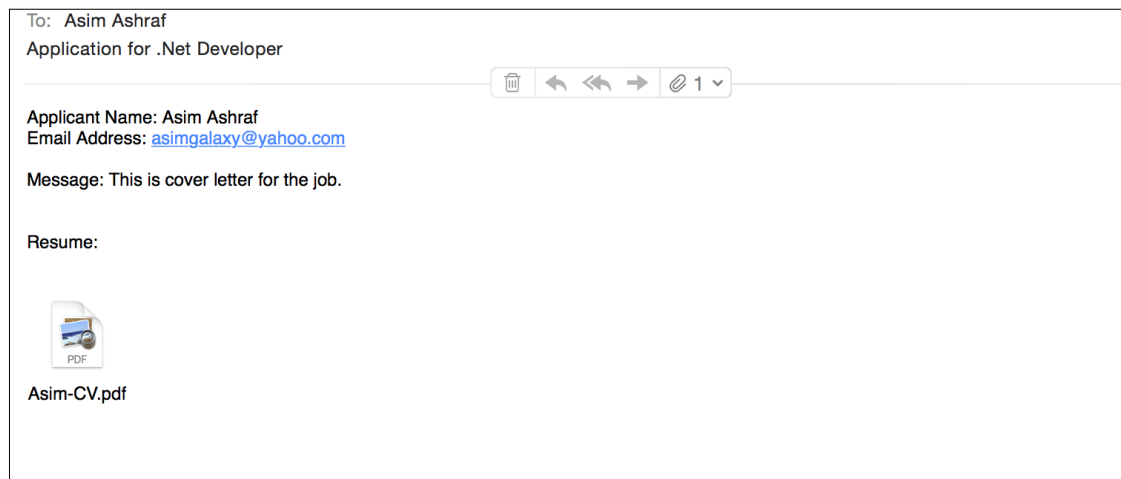 To: Asim Ashraf
Application for .Net Developer
1
Applicant Name: Asim Ashraf
Email Address: asimgalaxy@yahoo.com
Message: This is cover letter for the job.
Resume:
PDF
Asim-CV.pdf